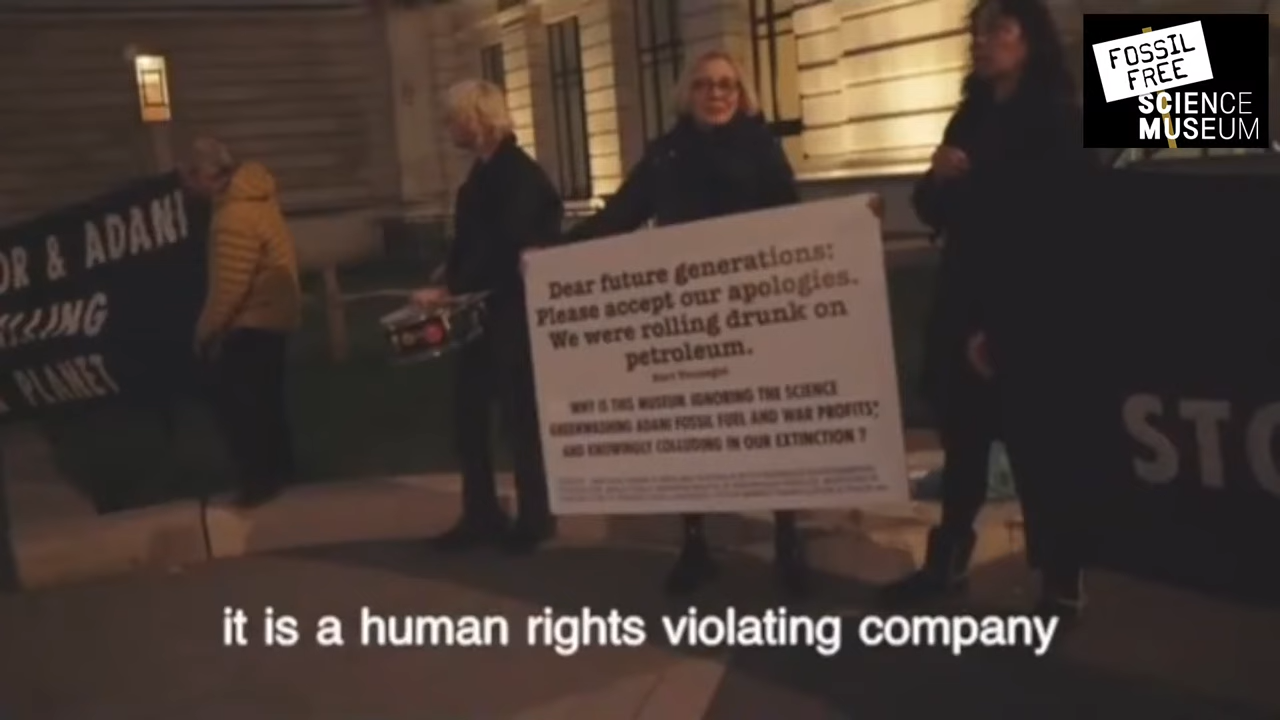 FOSSIL
FREE
SCIENCE
MUSEUM
OR & ADANI
PLANET
Dear future generations:
Please accept our apologies.
We were rolling drunk on
petroleum.
Kurt Vonnegut
WHY IS THIS MUSEUM IGNORING THE SCIENCE
GREENWASHING ADANI FOSSIL FUEL AND WAR PROFITS,
AND KNOWINGLY COLLUDING IN OUR EXTINCTION ?
STO
it is a human rights violating company